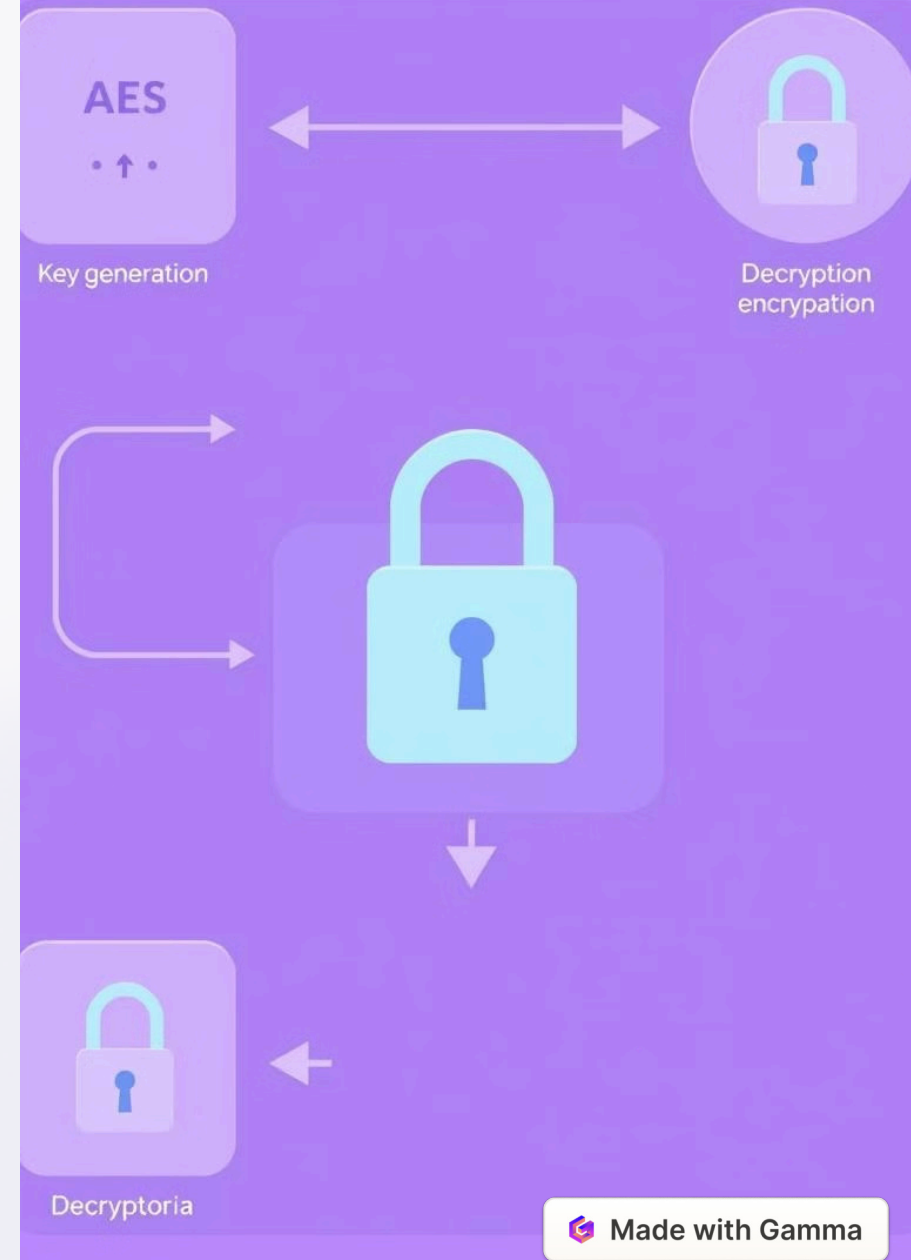 AES
Key generation
Decryption
encrypation
Decryptoria
Made with Gamma